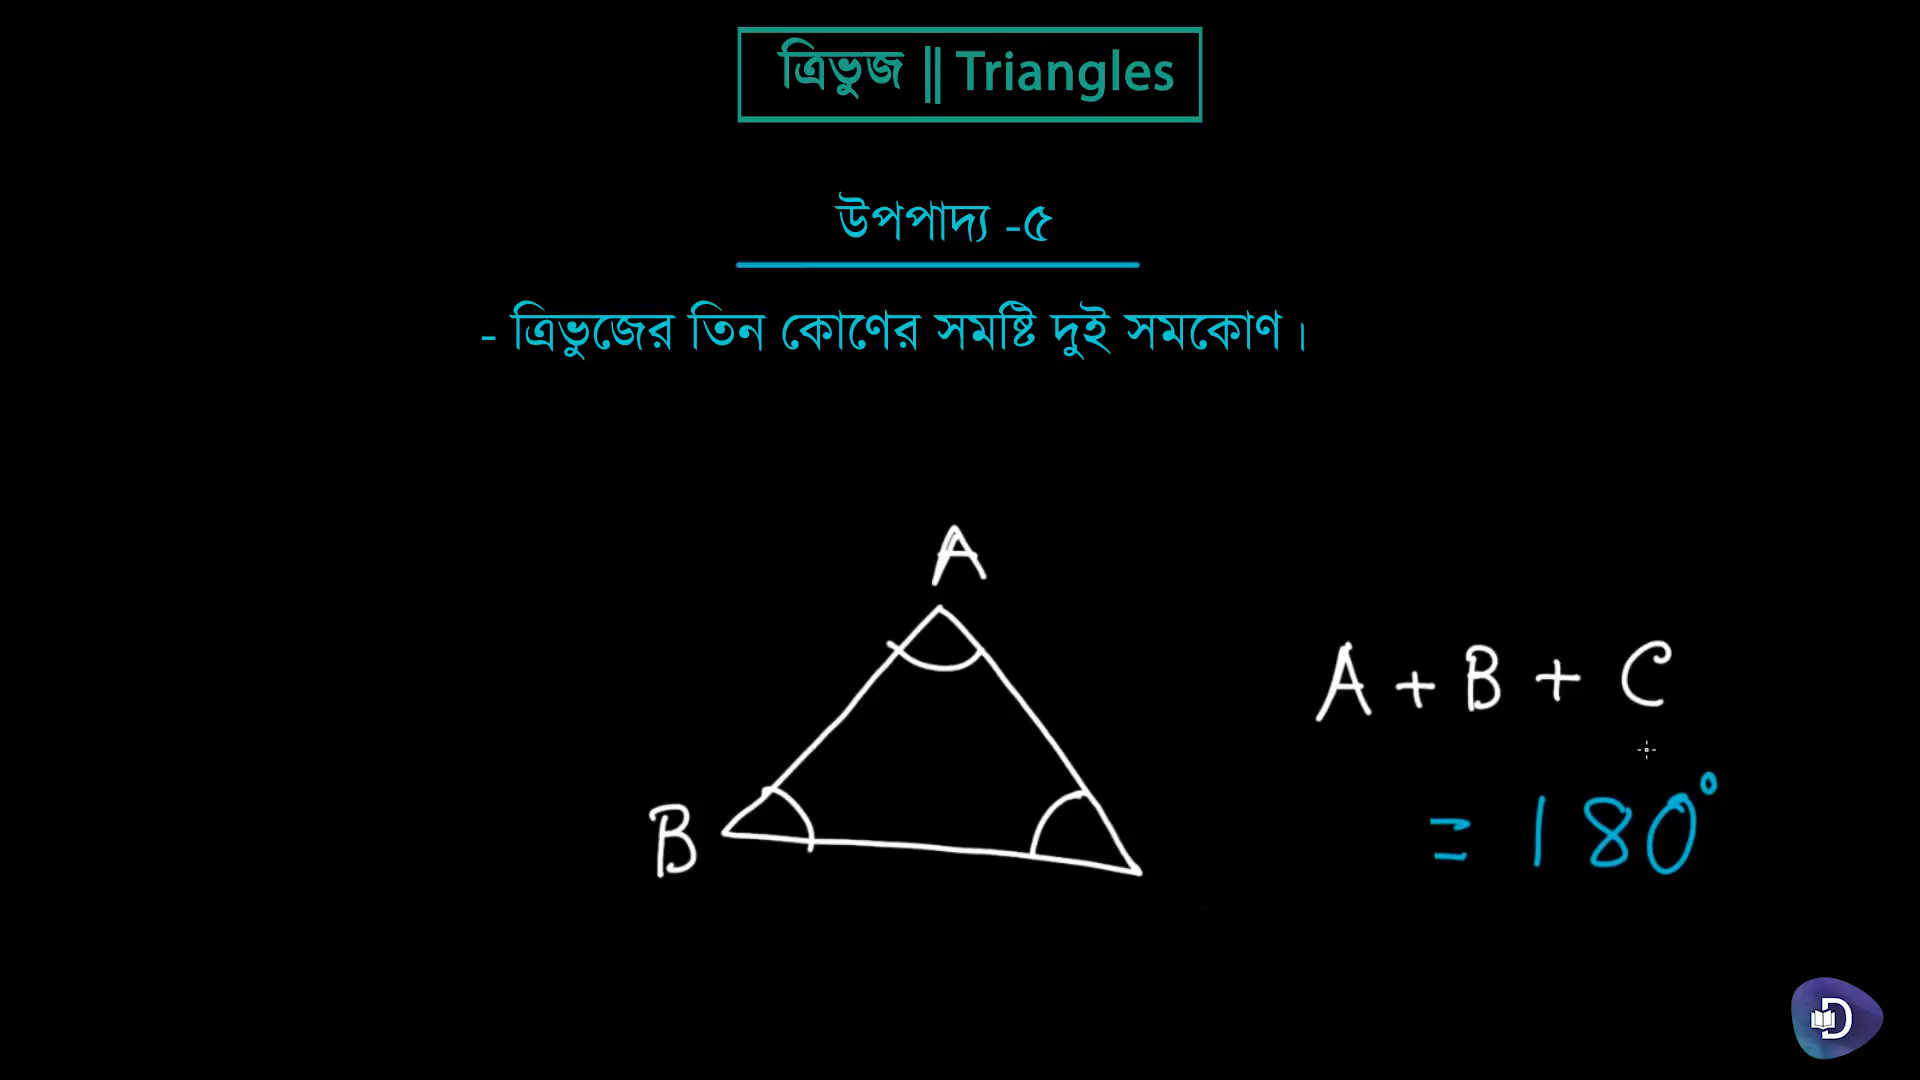 ত্রিভুজ || Triangles
উপপাদ্য -৫
- ত্রিভুজের তিন কোণের সমষ্টি দুই সমকোণ।
A
B
A + B + C
= 180°
D